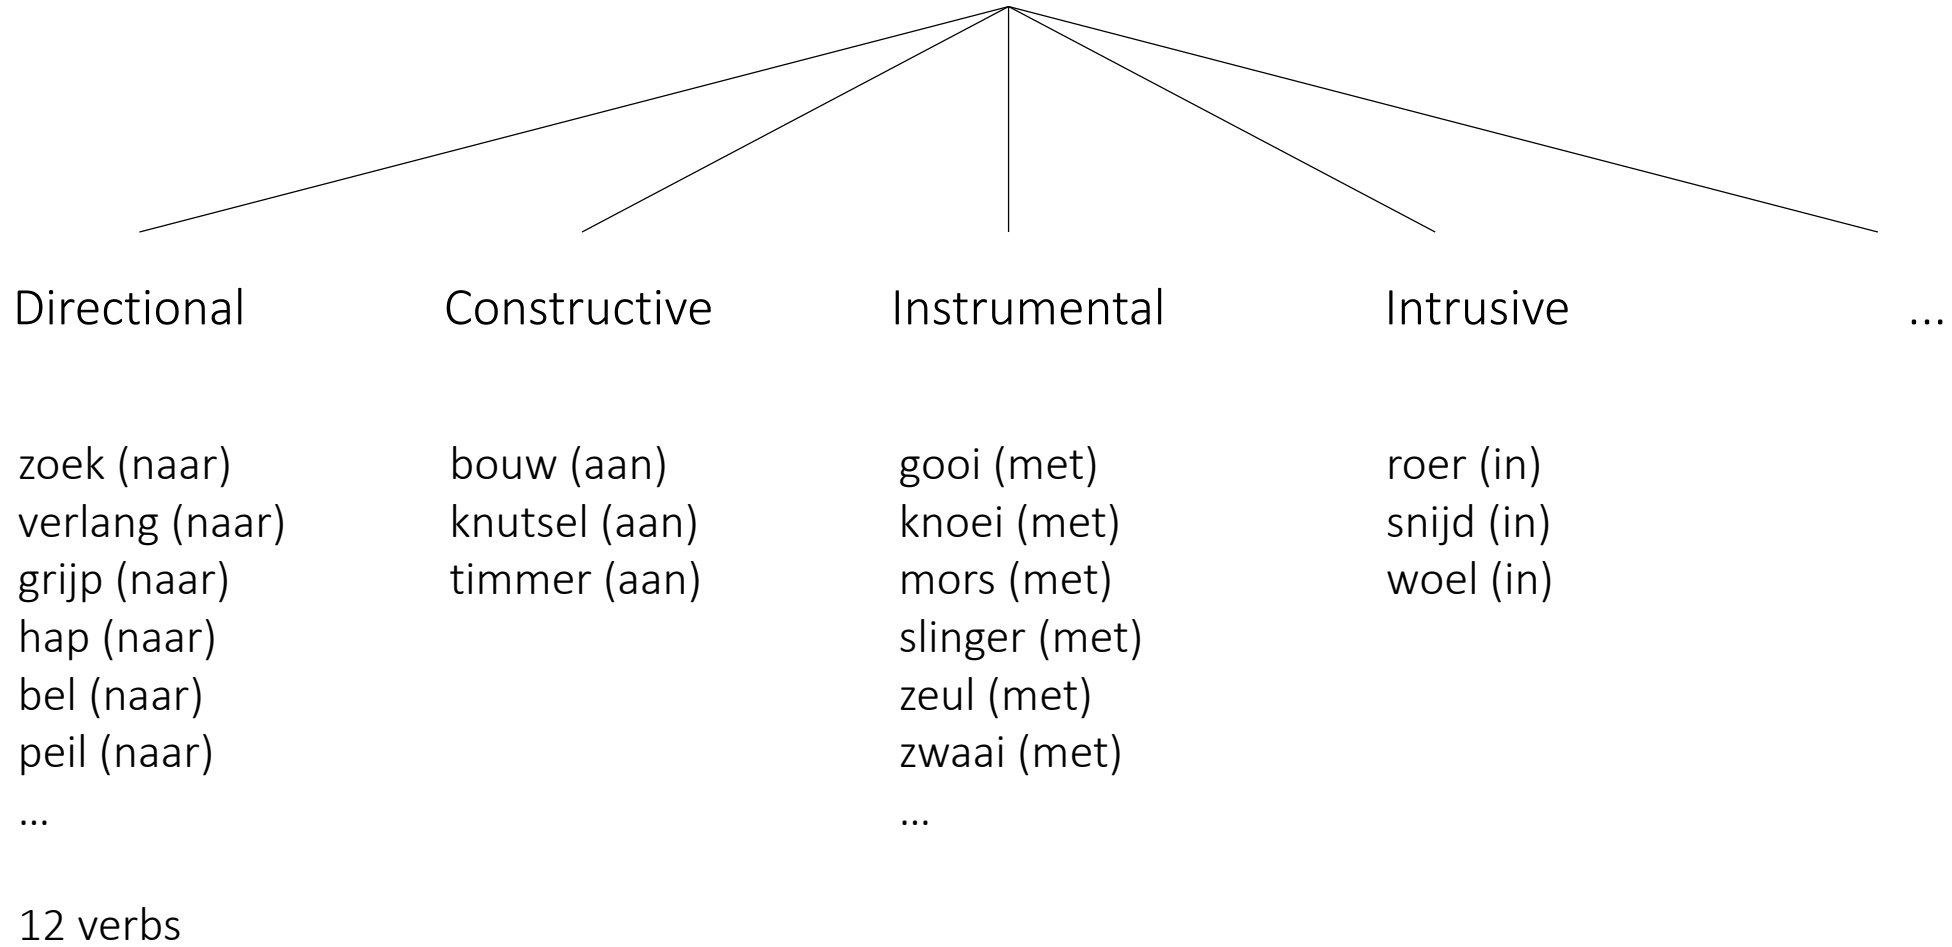 Directional
Constructive
Instrumental
Intrusive
...
zoek (naar)
verlang (naar)
grijp (naar)
hap (naar)
bel (naar)
peil (naar)
...
12 verbs
bouw (aan)
knutsel (aan)
timmer (aan)
gooi (met)
knoei (met)
mors (met)
slinger (met)
zeul (met)
zwaai (met)
...
roer (in)
snijd (in)
woel (in)